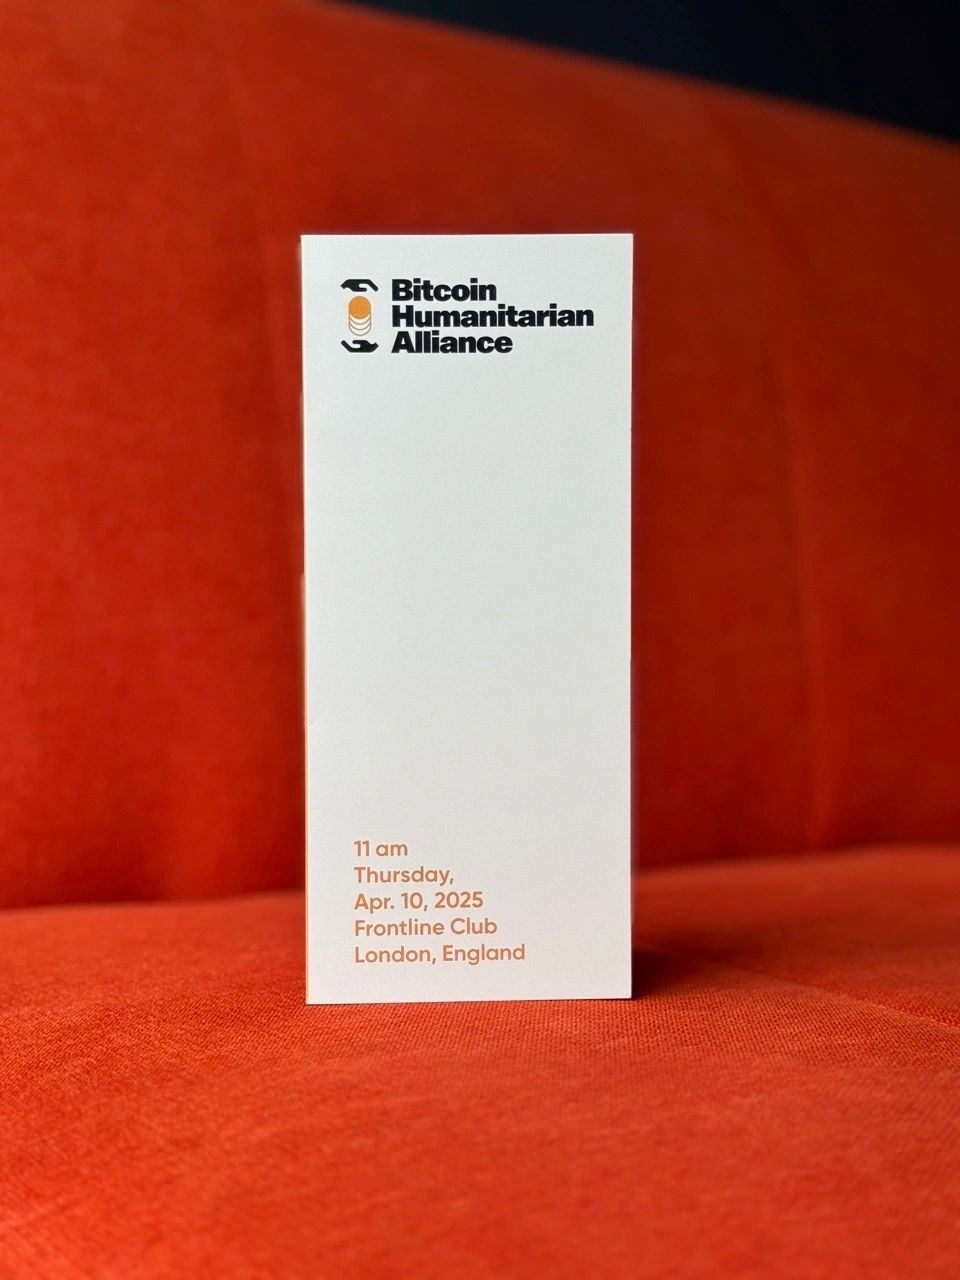 Bitcoin
Humanitarian
Alliance
11 am
Thursday,
Apr. 10, 2025
Frontline Club
London, England